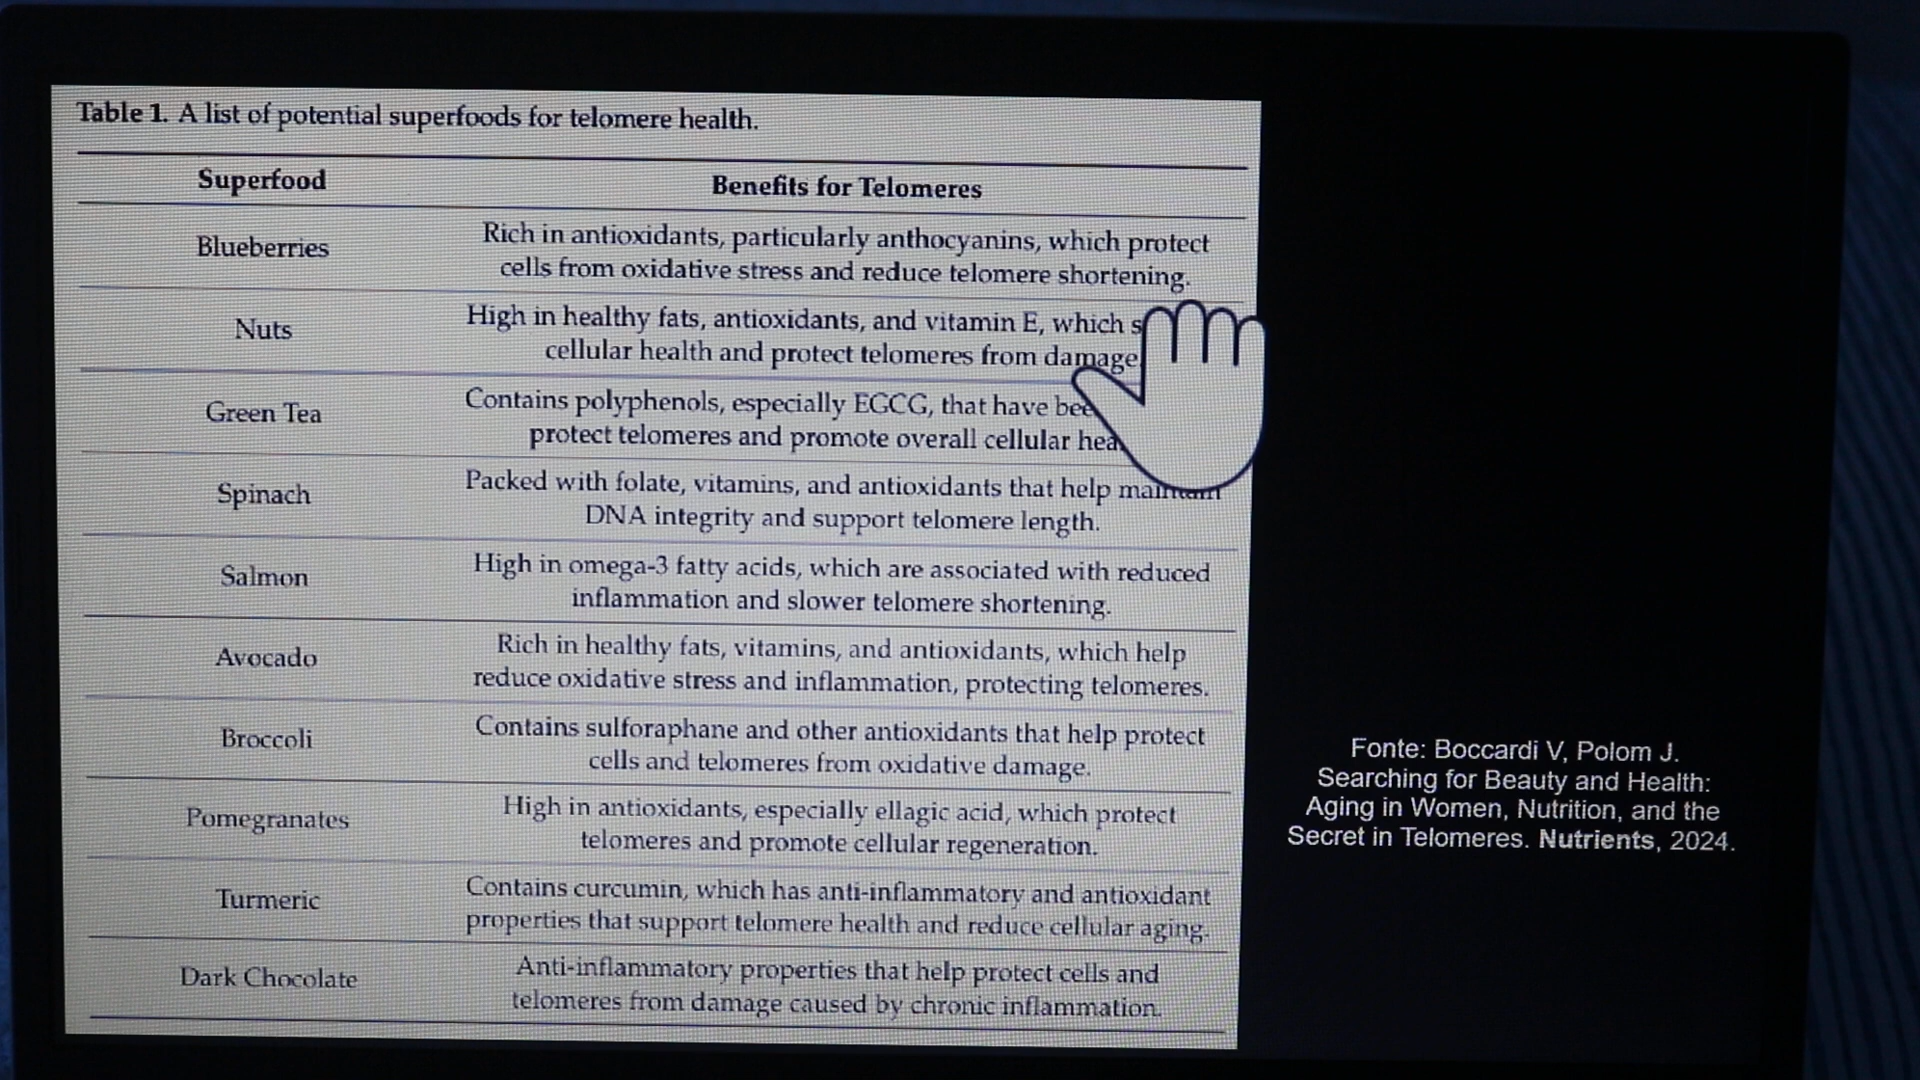 Table 1. A list of potential superfoods for telomere health.
Superfood
Benefits for Telomeres
Blueberries
Rich in antioxidants, particularly anthocyanins, which protect
cells from oxidative stress and reduce telomere shortening.
Nuts
High in healthy fats, antioxidants, and vitamin E, which
cellular health and protect telomeres from damage
Green Tea
Contains polyphenols, especially EGCG, that have
protect telomeres and promote overall cellular
Spinach
Packed with folate, vitamins, and antioxidants that help maintain
DNA integrity and support telomere length.
Salmon
High in omega-3 fatty acids, which are associated with reduced
inflammation and slower telomere shortening.
Avocado
Rich in healthy fats, vitamins, and antioxidants, which help
reduce oxidative stress and inflammation, protecting telomeres.
Broccoli
Contains sulforaphane and other antioxidants that help protect
cells and telomeres from oxidative damage.
Pomegranates
High in antioxidants, especially ellagic acid, which protect
telomeres and promote cellular regeneration.
Turmeric
Contains curcumin, which has anti-inflammatory and antioxidant
properties that support telomere health and reduce cellular aging.
Dark Chocolate
Anti-inflammatory properties that help protect cells and
telomeres from damage caused by chronic inflammation.
Fonte: Boccardi V, Polom J.
Searching for Beauty and Health:
Aging in Women, Nutrition, and the
Secret in Telomeres. Nutrients, 2024.